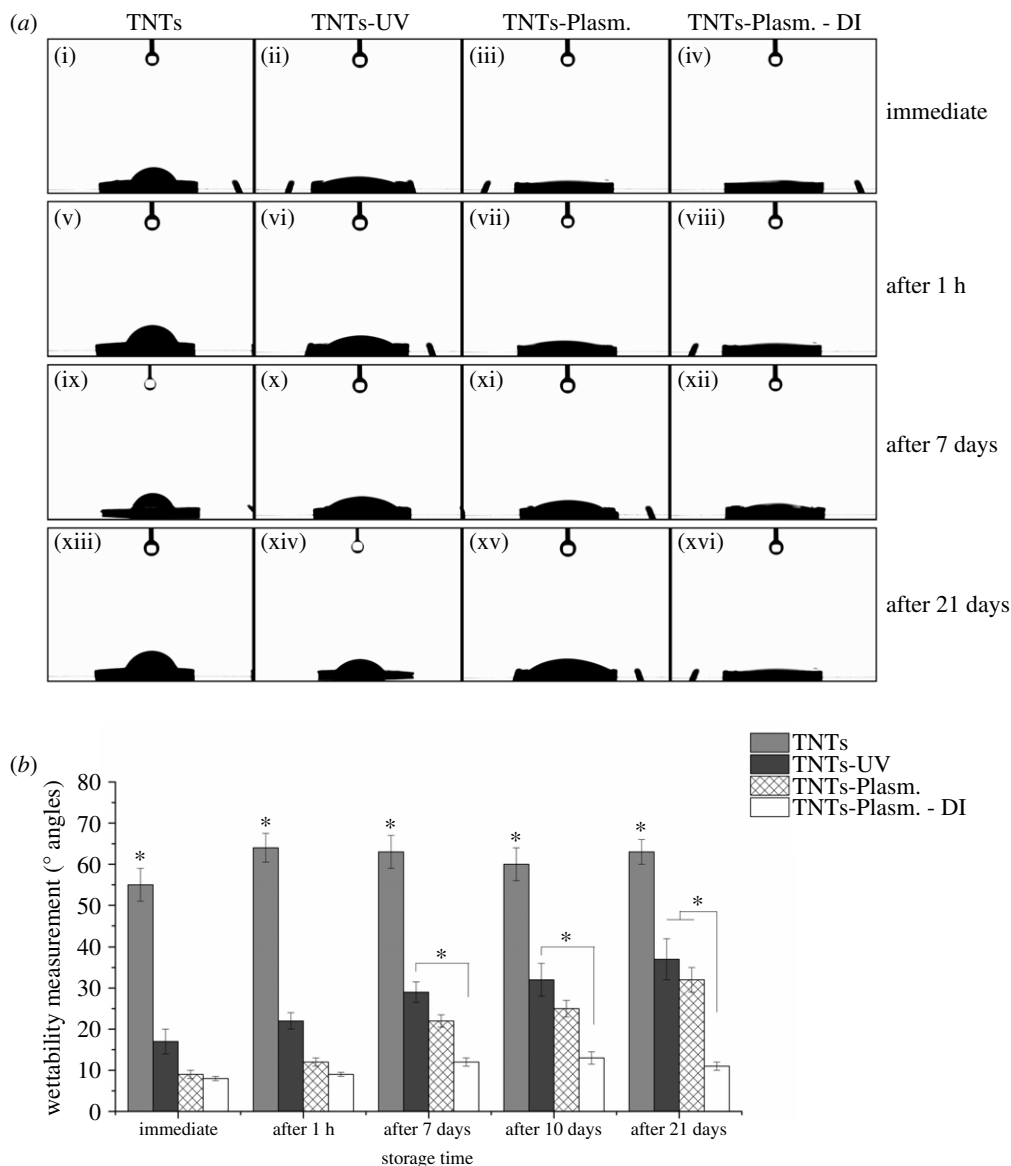 (a) TNTs TNTs-UV TNTs-Plasm. TNTs-Plasm. - DI
(i) (ii) (iii) (iv)
immediate
(v) (vi) (vii) (viii)
after 1 h
(ix) (x) (xi) (xii)
after 7 days
(xiii) (xiv) (xv) (xvi)
after 21 days
(b)
TNTs
TNTs-UV
TNTs-Plasm.
TNTs-Plasm. - DI
wettability measurement (° angles)
80
70
60
50
40
30
20
10
0
* * * * *
* * *
immediate after 1 h after 7 days after 10 days after 21 days
storage time